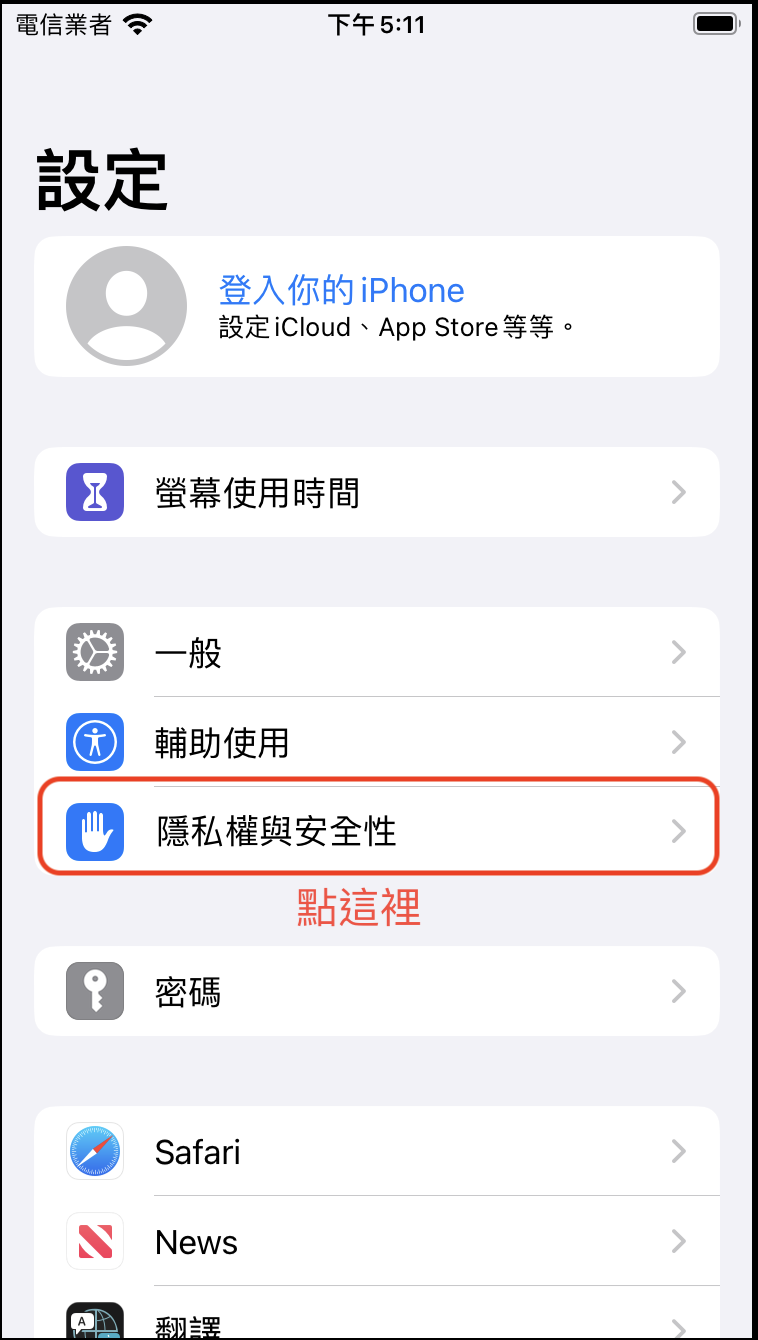 電信業者 下午5:11
設定
登入你的 iPhone
設定 iCloud、App Store 等等。
螢幕使用時間
一般
輔助使用
隱私權與安全性
點這裡
密碼
Safari
News
A
翻譯